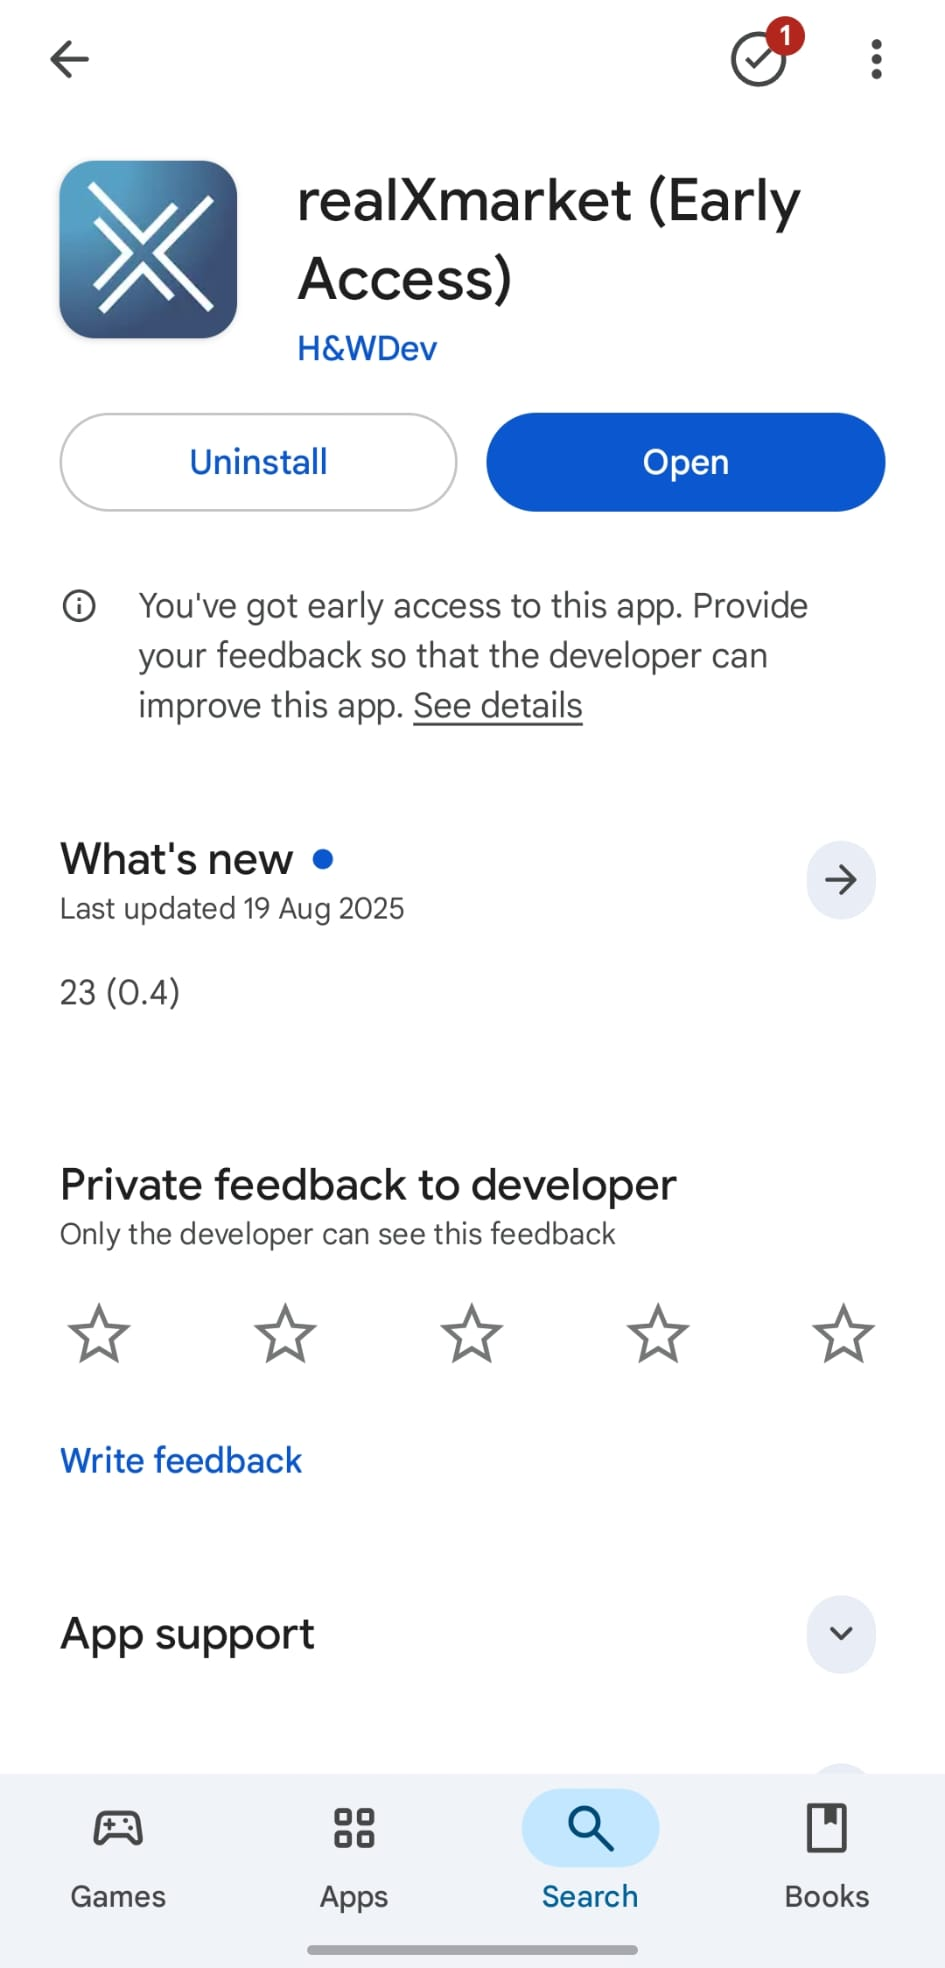 1
realXmarket (Early
Access)
H&WDev
Uninstall
Open
You've got early access to this app. Provide
your feedback so that the developer can
improve this app. See details
What's new
Last updated 19 Aug 2025
23 (0.4)
Private feedback to developer
Only the developer can see this feedback
Write feedback
App support
Games
Apps
Search
Books